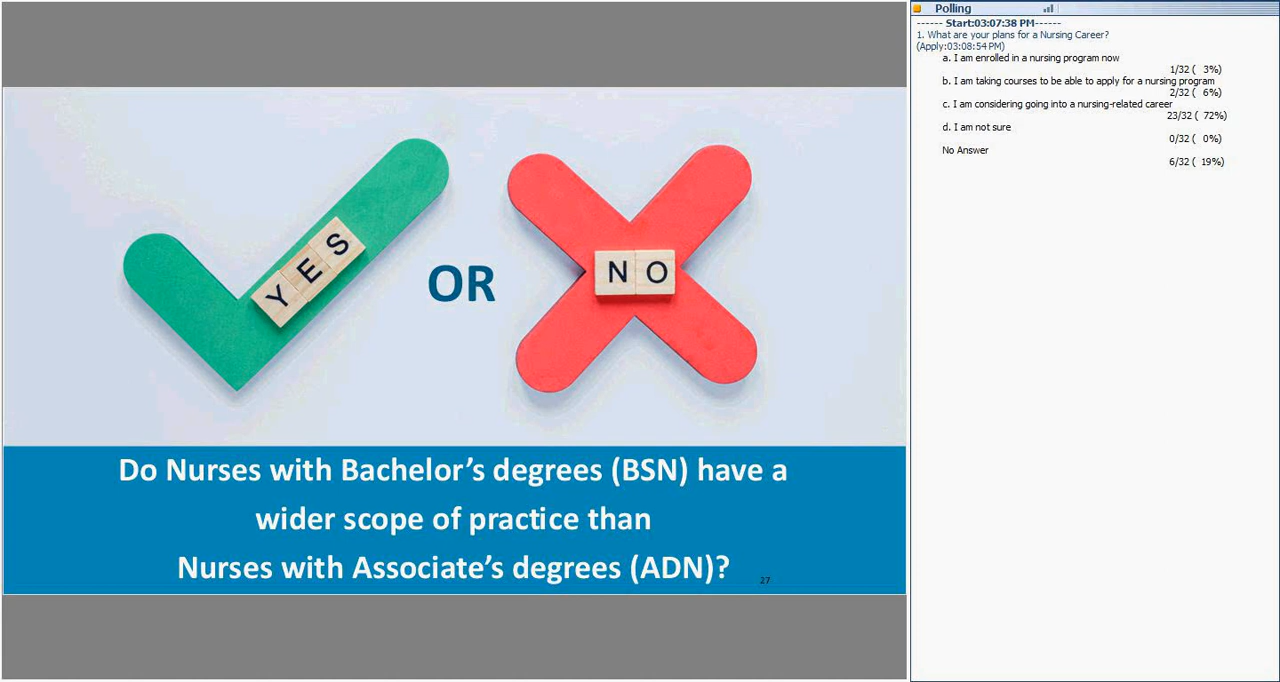 YES
OR
NO
Do Nurses with Bachelor's degrees (BSN) have a
wider scope of practice than
Nurses with Associate's degrees (ADN)?
27
Polling
------ Start:03:07:38 PM------
1. What are your plans for a Nursing Career?
(Apply:03:08:54 PM)
a. I am enrolled in a nursing program now
1/32 ( 3%)
b. I am taking courses to be able to apply for a nursing program
2/32 ( 6%)
c. I am considering going into a nursing-related career
23/32 ( 72%)
d. I am not sure
0/32 ( 0%)
No Answer
6/32 ( 19%)